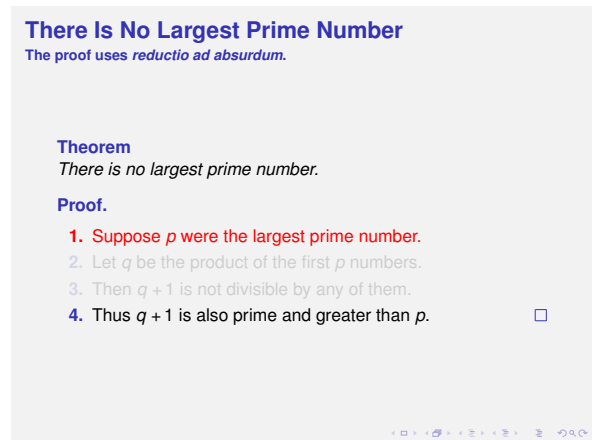 There Is No Largest Prime Number
The proof uses reductio ad absurdum.
Theorem
There is no largest prime number.
Proof.
1. Suppose p were the largest prime number.
2. Let q be the product of the first p numbers.
3. Then q + 1 is not divisible by any of them.
4. Thus q + 1 is also prime and greater than p.